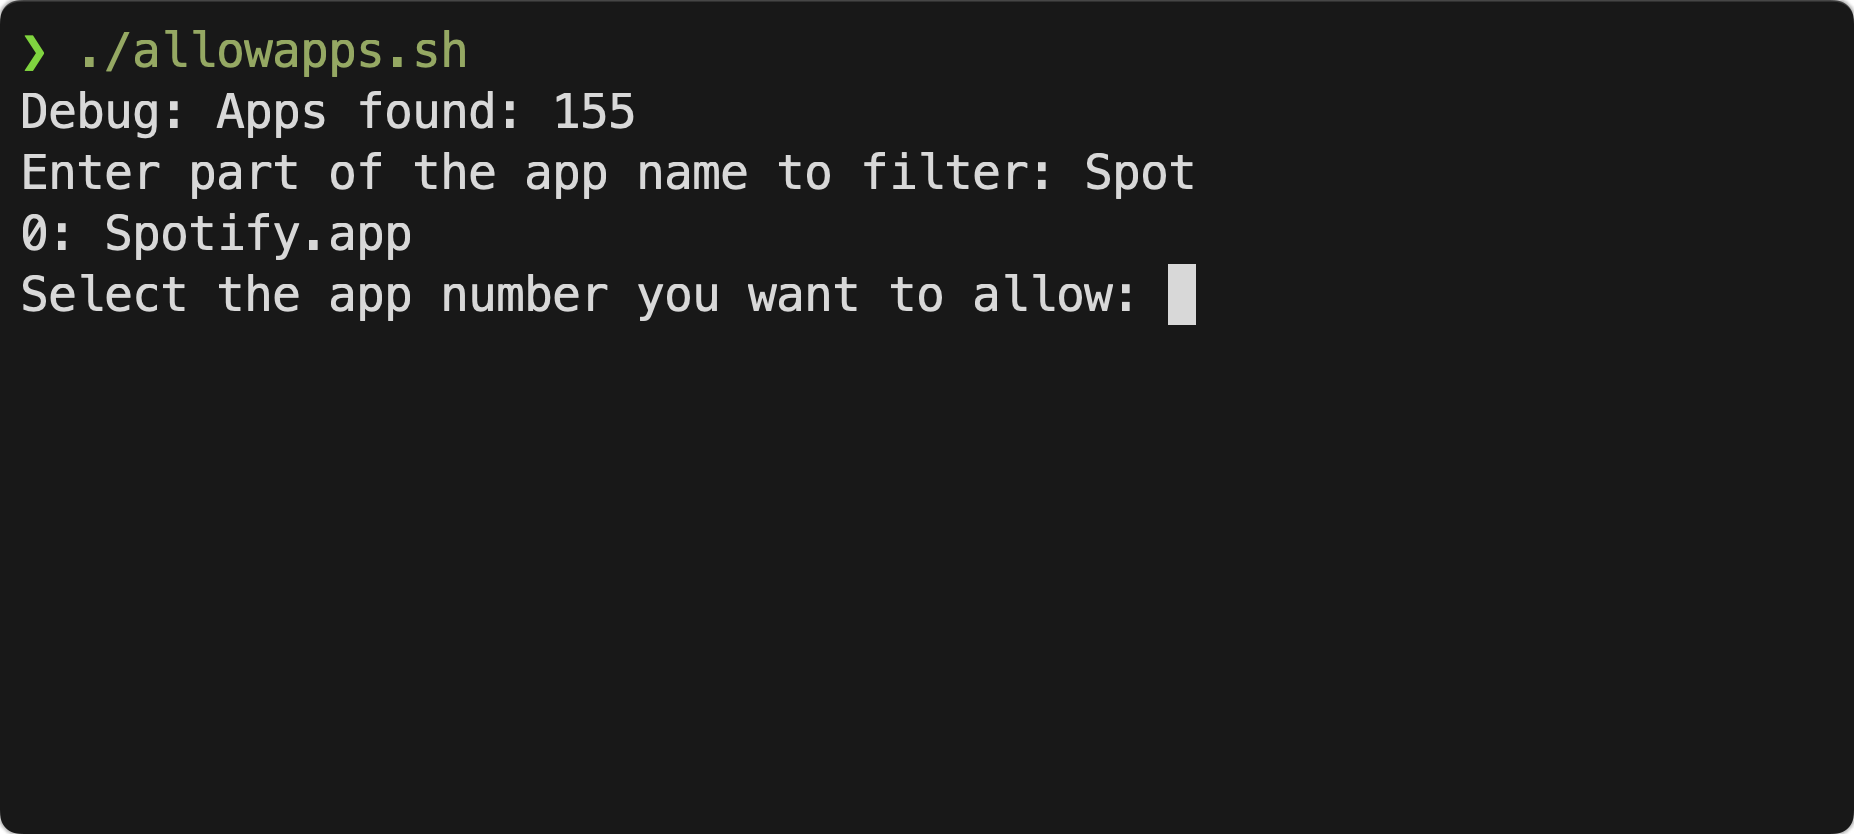 ❯ ./allowapps.sh
Debug: Apps found: 155
Enter part of the app name to filter: Spot
0: Spotify.app
Select the app number you want to allow: